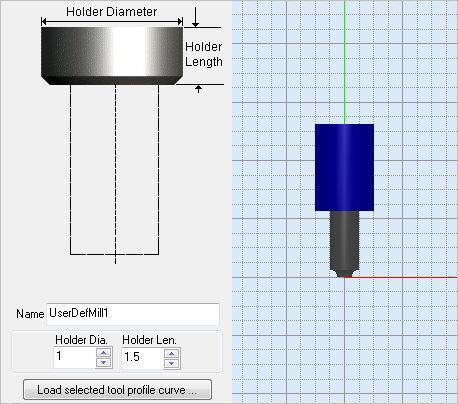 Holder Diameter
Holder
Length
Name UserDefMill1
Holder Dia. Holder Len.
1 1.5
Load selected tool profile curve ...